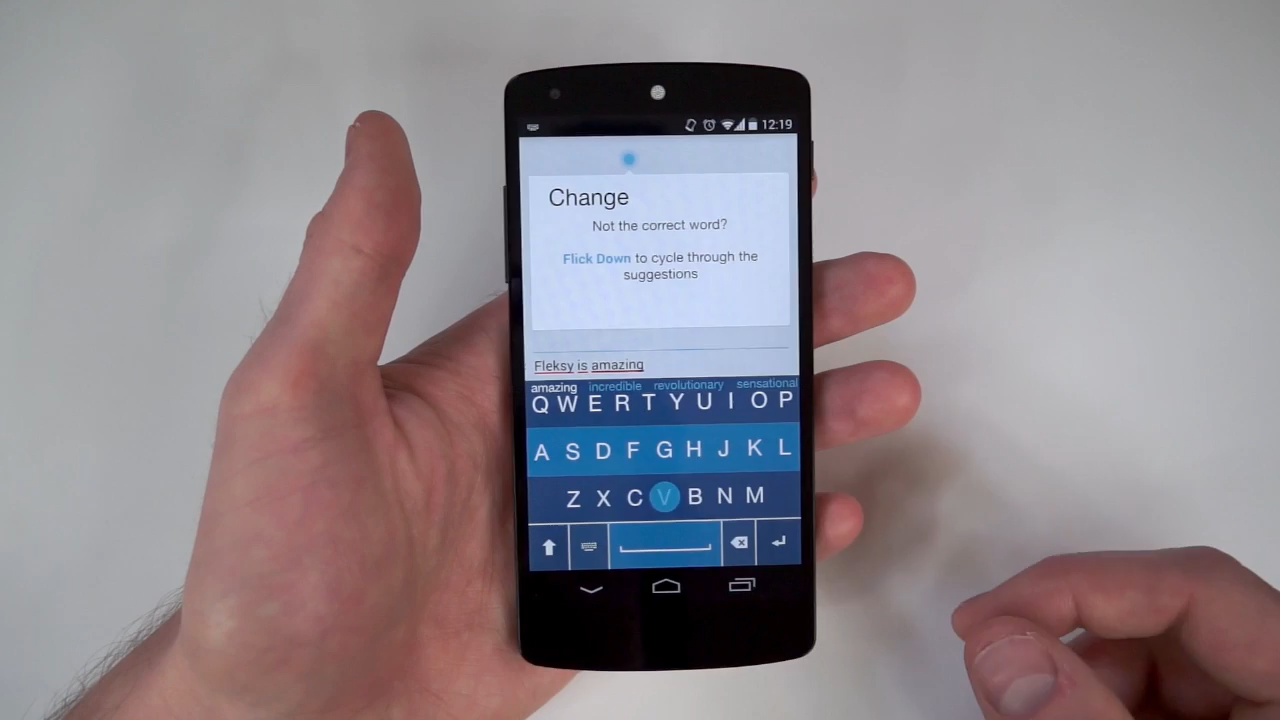 12:19
Change
Not the correct word?
Flick Down to cycle through the
suggestions
Fleksy is amazing
amazing incredible revolutionary sensational
Q W E R T Y U I O P
A S D F G H J K L
Z X C V B N M